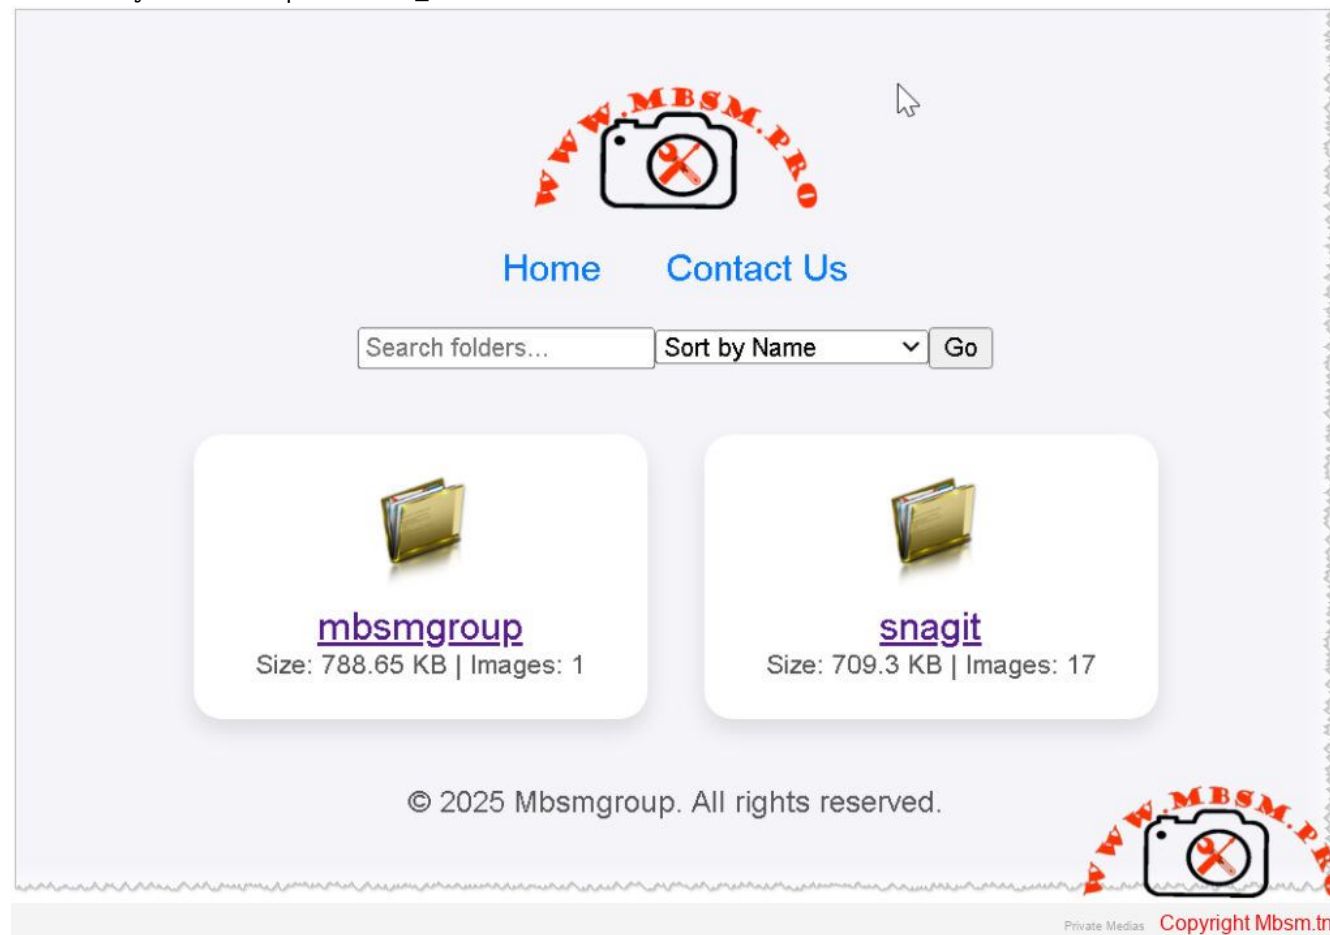 WWW.MBSM.PRO
Home Contact Us
Search folders... Sort by Name Go
mbsmgroup snagit
Size: 788.65 KB | Images: 1 Size: 709.3 KB | Images: 17
© 2025 Mbsmgroup. All rights reserved.
WWW.MBSM.PR
Private Medias Copyright Mbsm.tn